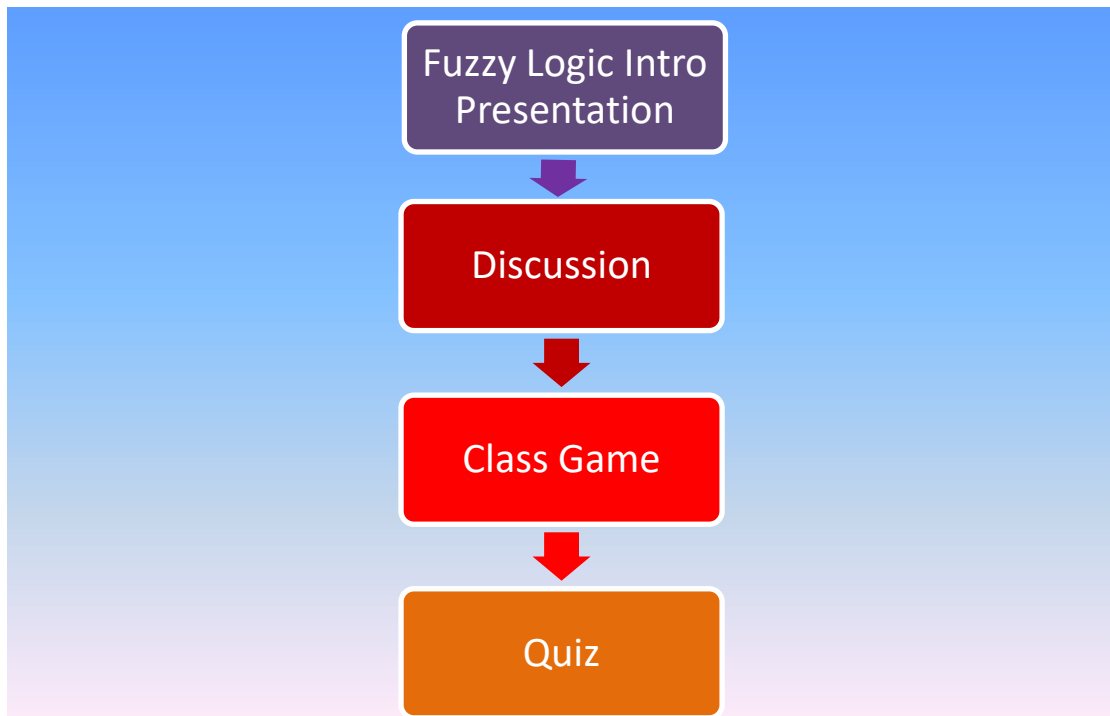 Fuzzy Logic Intro
Presentation
Discussion
Class Game
Quiz